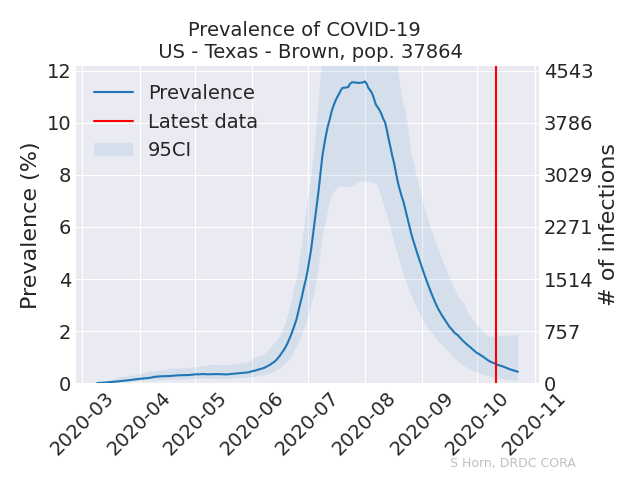 Prevalence of COVID-19
US - Texas - Brown, pop. 37864
Prevalence
Latest data
95CI
Prevalence (%)
12
10
8
6
4
2
0
4543
3786
3029
2271
1514
757
0
# of infections
2020-03
2020-04
2020-05
2020-06
2020-07
2020-08
2020-09
2020-10
2020-11
S Horn, DRDC CORA